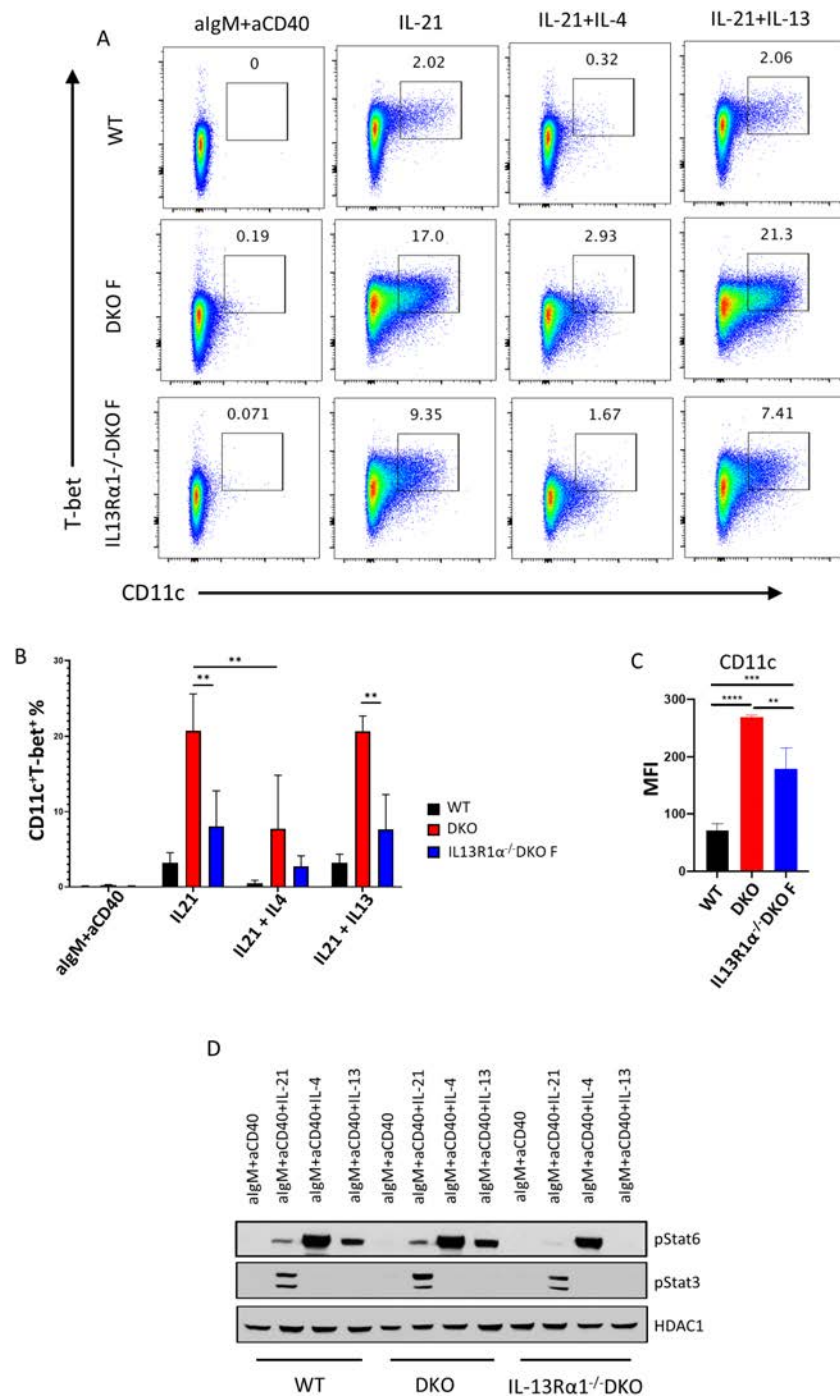 A
aIgM+aCD40 IL-21 IL-21+IL-4 IL-21+IL-13
WT
0 2.02 0.32 2.06
DKO F
0.19 17.0 2.93 21.3
IL13Rα1-/-DKO F
0.071 9.35 1.67 7.41
T-bet
CD11c
B
CD11c+T-bet+ %
30
20
10
0
** ** **
aIgM+aCD40 IL21 IL21 + IL4 IL21 + IL13
WT
DKO
IL13R1α-/-DKO F
C
CD11c
MFI
300
200
100
0
***
**** **
WT DKO IL13R1α-/-DKO F
D
aIgM+aCD40 aIgM+aCD40+IL-21 aIgM+aCD40+IL-4 aIgM+aCD40+IL-13 aIgM+aCD40 aIgM+aCD40+IL-21 aIgM+aCD40+IL-4 aIgM+aCD40+IL-13 aIgM+aCD40 aIgM+aCD40+IL-21 aIgM+aCD40+IL-4 aIgM+aCD40+IL-13
pStat6
pStat3
HDAC1
WT DKO IL-13Rα1-/-DKO